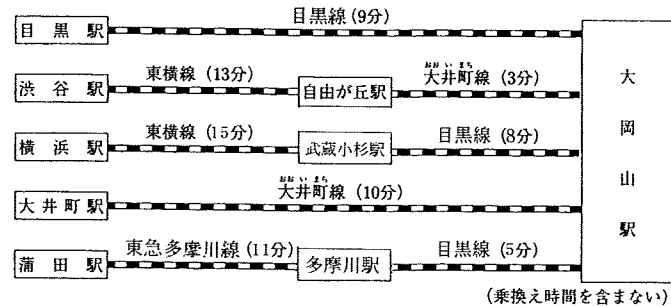 目黒駅 目黒線 (9分)
渋谷駅 東横線 (13分) 自由が丘駅 大井町線 (3分)
横浜駅 東横線 (15分) 武蔵小杉駅 目黒線 (8分)
大井町駅 大井町線 (10分)
蒲田駅 東急多摩川線 (11分) 多摩川駅 目黒線 (5分)
大岡山駅
おおいまち
おおいまち
(乗換え時間を含まない)